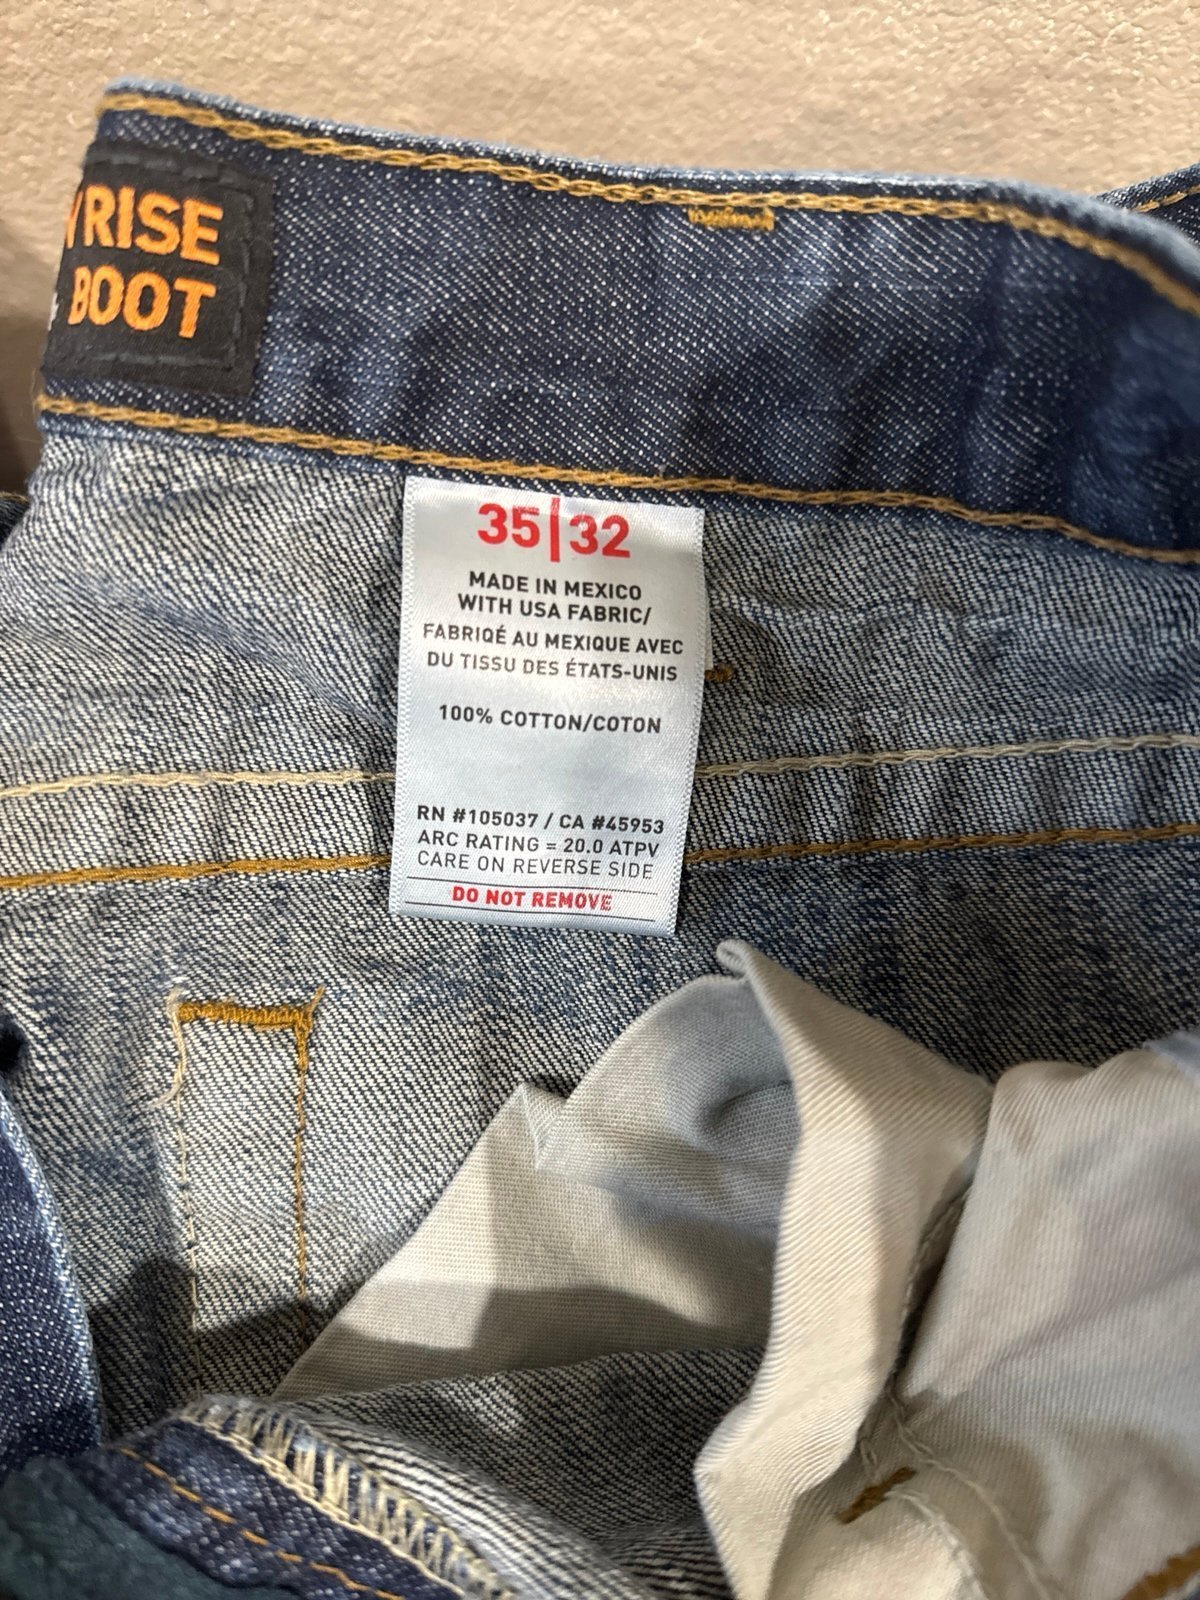 RISE
BOOT
35|32
MADE IN MEXICO
WITH USA FABRIC/
FABRIQÉ AU MEXIQUE AVEC
DU TISSU DES ÉTATS-UNIS
100% COTTON/COTON
RN #105037 / CA #45953
ARC RATING = 20.0 ATPV
CARE ON REVERSE SIDE
DO NOT REMOVE